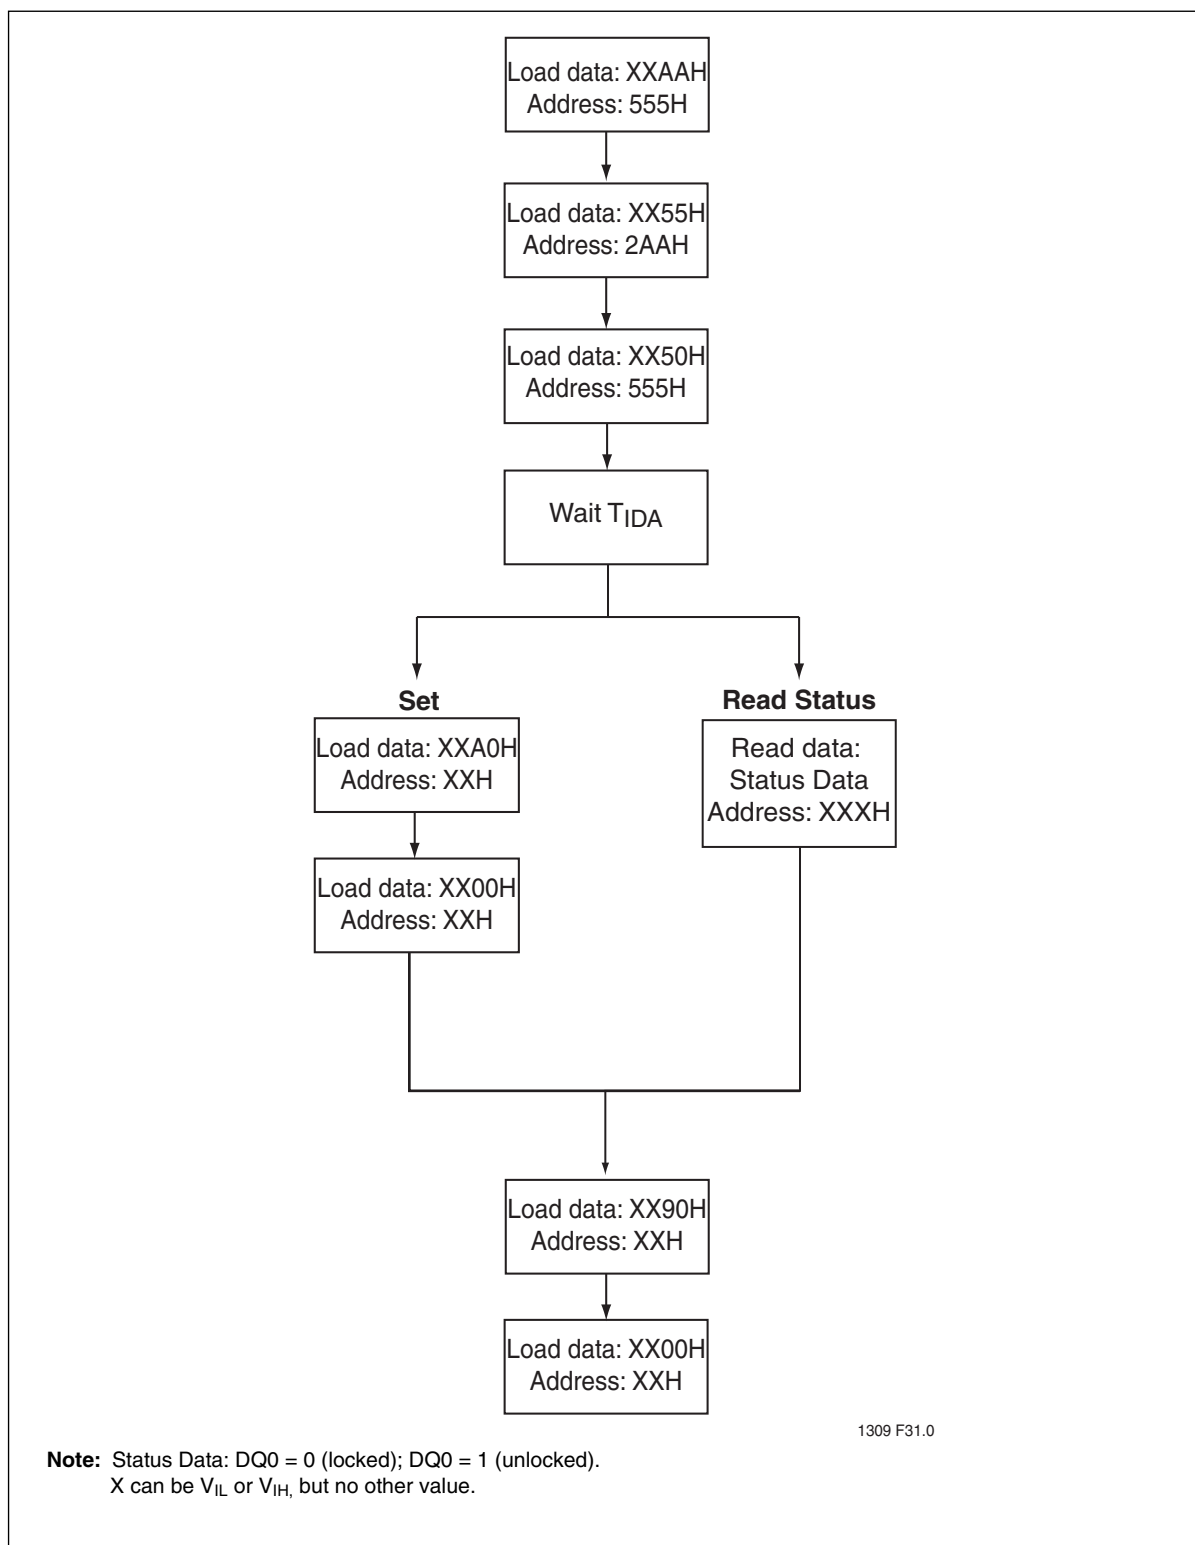 Load data: XXAAH
Address: 555H
Load data: XX55H
Address: 2AAH
Load data: XX50H
Address: 555H
Wait TIDA
Set
Load data: XXA0H
Address: XXH
Load data: XX00H
Address: XXH
Read Status
Read data:
Status Data
Address: XXXH
Load data: XX90H
Address: XXH
Load data: XX00H
Address: XXH
1309 F31.0
Note: Status Data: DQ0 = 0 (locked); DQ0 = 1 (unlocked).
X can be VIL or VIH, but no other value.